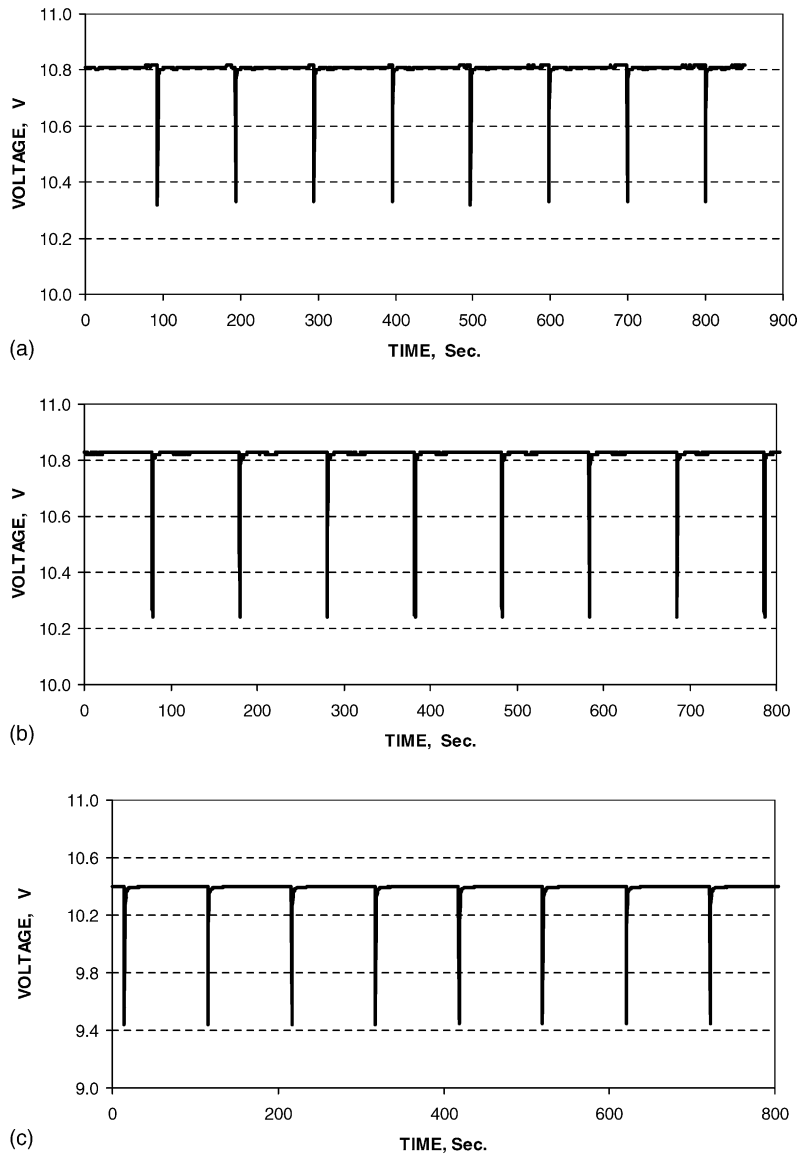 11.0
10.8
10.6
10.4
10.2
10.0
VOLTAGE, V
0 100 200 300 400 500 600 700 800 900
TIME, Sec.
(a)
11.0
10.8
10.6
10.4
10.2
10.0
VOLTAGE, V
0 100 200 300 400 500 600 700 800
TIME, Sec.
(b)
11.0
10.6
10.2
9.8
9.4
9.0
VOLTAGE, V
0 200 400 600 800
TIME, Sec.
(c)